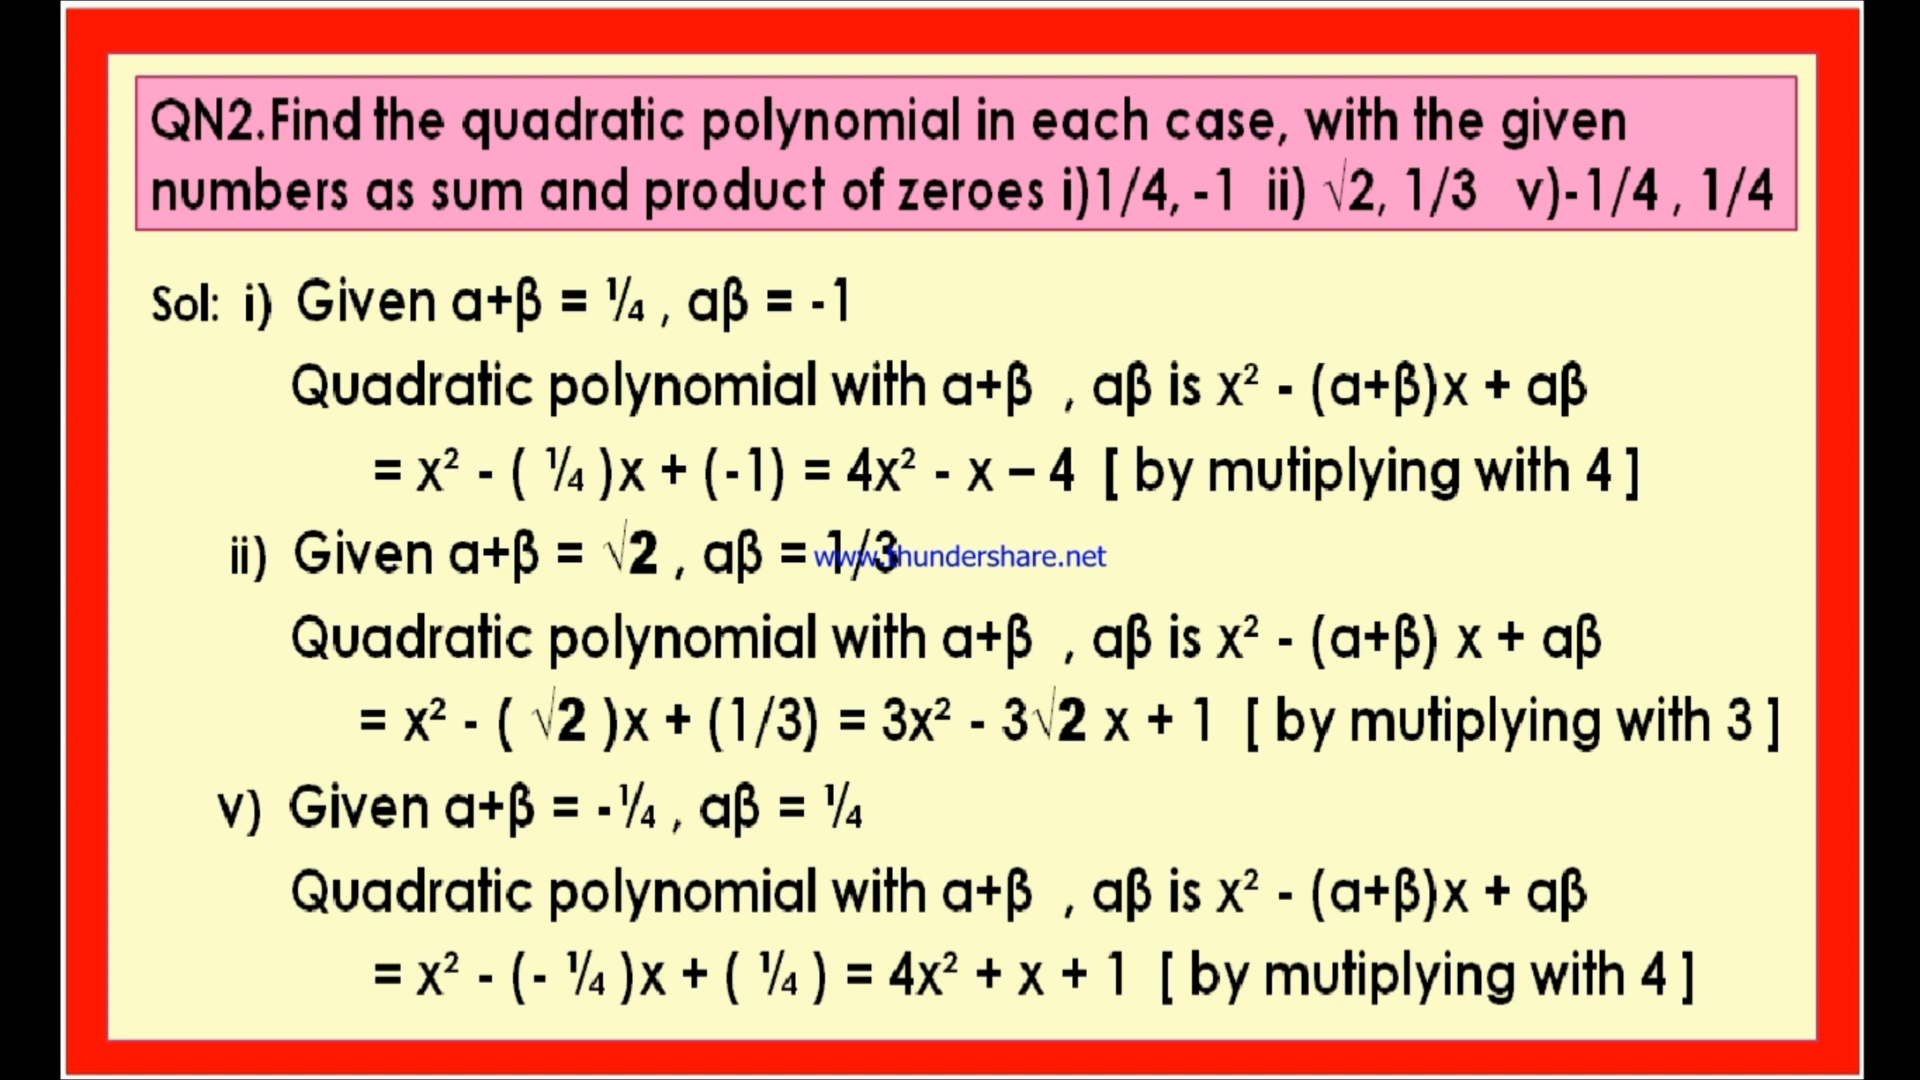 QN2.Find the quadratic polynomial in each case, with the given
numbers as sum and product of zeroes i)1/4, -1 ii) √2, 1/3 v)-1/4 , 1/4
Sol: i) Given α+β = ¼ , αβ = -1
Quadratic polynomial with α+β , αβ is x² - (α+β)x + αβ
= x² - ( ¼ )x + (-1) = 4x² - x – 4 [ by mutiplying with 4 ]
ii) Given α+β = √2 , αβ = 1/3
www.thundershare.net
Quadratic polynomial with α+β , αβ is x² - (α+β) x + αβ
= x² - ( √2 )x + (1/3) = 3x² - 3√2 x + 1 [ by mutiplying with 3 ]
v) Given α+β = -¼ , αβ = ¼
Quadratic polynomial with α+β , αβ is x² - (α+β)x + αβ
= x² - (- ¼ )x + ( ¼ ) = 4x² + x + 1 [ by mutiplying with 4 ]